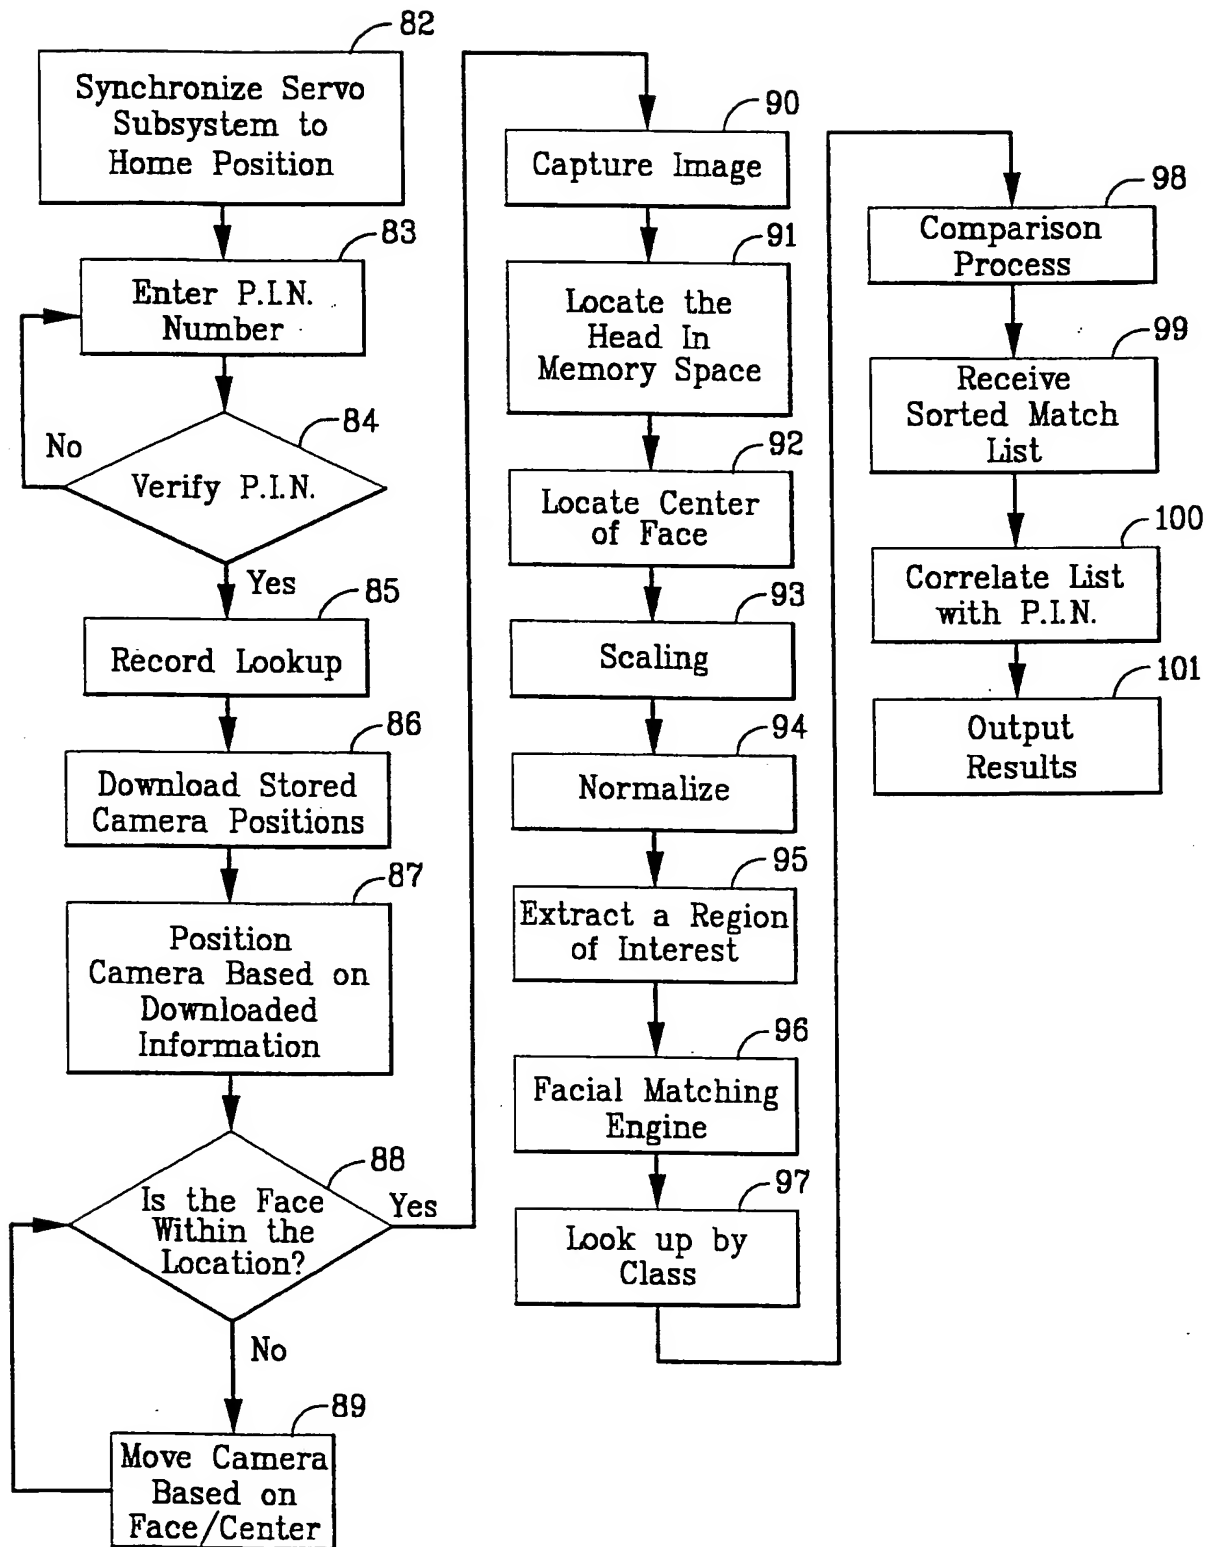 82
Synchronize Servo
Subsystem to
Home Position
83
Enter P.I.N.
Number
84
No
Verify P.I.N.
Yes
85
Record Lookup
86
Download Stored
Camera Positions
87
Position
Camera Based on
Downloaded
Information
88
Is the Face
Within the
Location?
Yes
No
89
Move Camera
Based on
Face/Center
90
Capture Image
91
Locate the
Head In
Memory Space
92
Locate Center
of Face
93
Scaling
94
Normalize
95
Extract a Region
of Interest
96
Facial Matching
Engine
97
Look up by
Class
98
Comparison
Process
99
Receive
Sorted Match
List
100
Correlate List
with P.I.N.
101
Output
Results